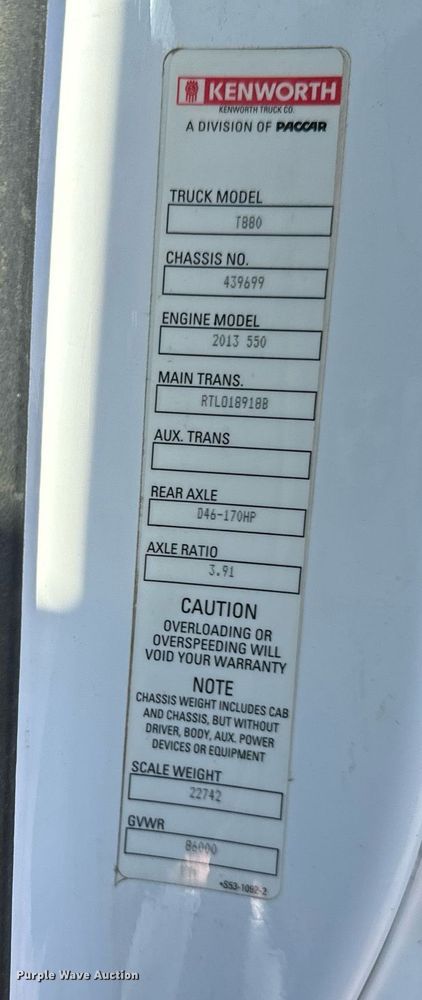 KENWORTH
KENWORTH TRUCK CO.
A DIVISION OF PACCAR
TRUCK MODEL
T880
CHASSIS NO.
439699
ENGINE MODEL
2013 550
MAIN TRANS.
RTLO18918B
AUX. TRANS
REAR AXLE
D46-170HP
AXLE RATIO
3.91
CAUTION
OVERLOADING OR
OVERSPEEDING WILL
VOID YOUR WARRANTY
NOTE
CHASSIS WEIGHT INCLUDES CAB
AND CHASSIS, BUT WITHOUT
DRIVER, BODY, AUX. POWER
DEVICES OR EQUIPMENT
SCALE WEIGHT
22742
GVWR
86000
•S53-1092-2
Purple Wave Auction